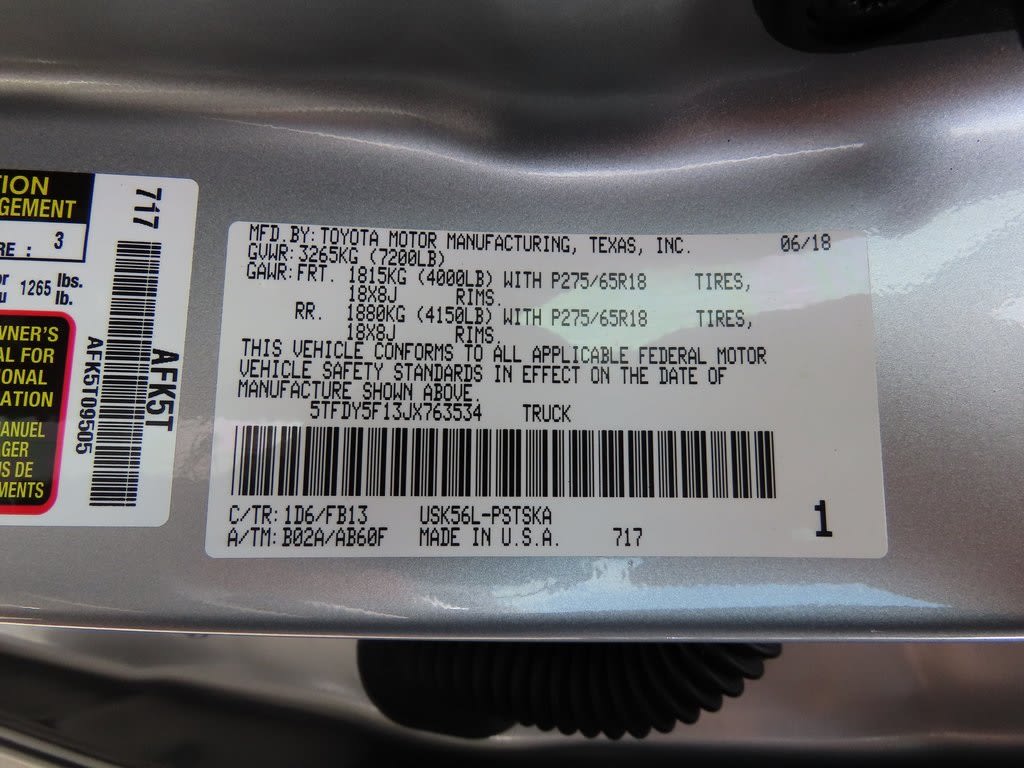 TION
GEMENT
RE : 3
or
u 1265 lbs.
lb.
WNER'S
AL FOR
IONAL
ATION
ANUEL
GER
US DE
MENTS
717
AFK5T
AFK5T09505
MFD.BY:TOYOTA MOTOR MANUFACTURING, TEXAS, INC. 06/18
GVWR:3265KG (7200LB)
GAWR:FRT. 1815KG (4000LB) WITH P275/65R18 TIRES,
18X8J RIMS.
RR. 1880KG (4150LB) WITH P275/65R18 TIRES,
18X8J RIMS.
THIS VEHICLE CONFORMS TO ALL APPLICABLE FEDERAL MOTOR
VEHICLE SAFETY STANDARDS IN EFFECT ON THE DATE OF
MANUFACTURE SHOWN ABOVE.
5TFDY5F13JX763534 TRUCK
C/TR:1D6/FB13 USK56L-PSTSKA
A/TM:B02A/AB60F MADE IN U.S.A. 717
1